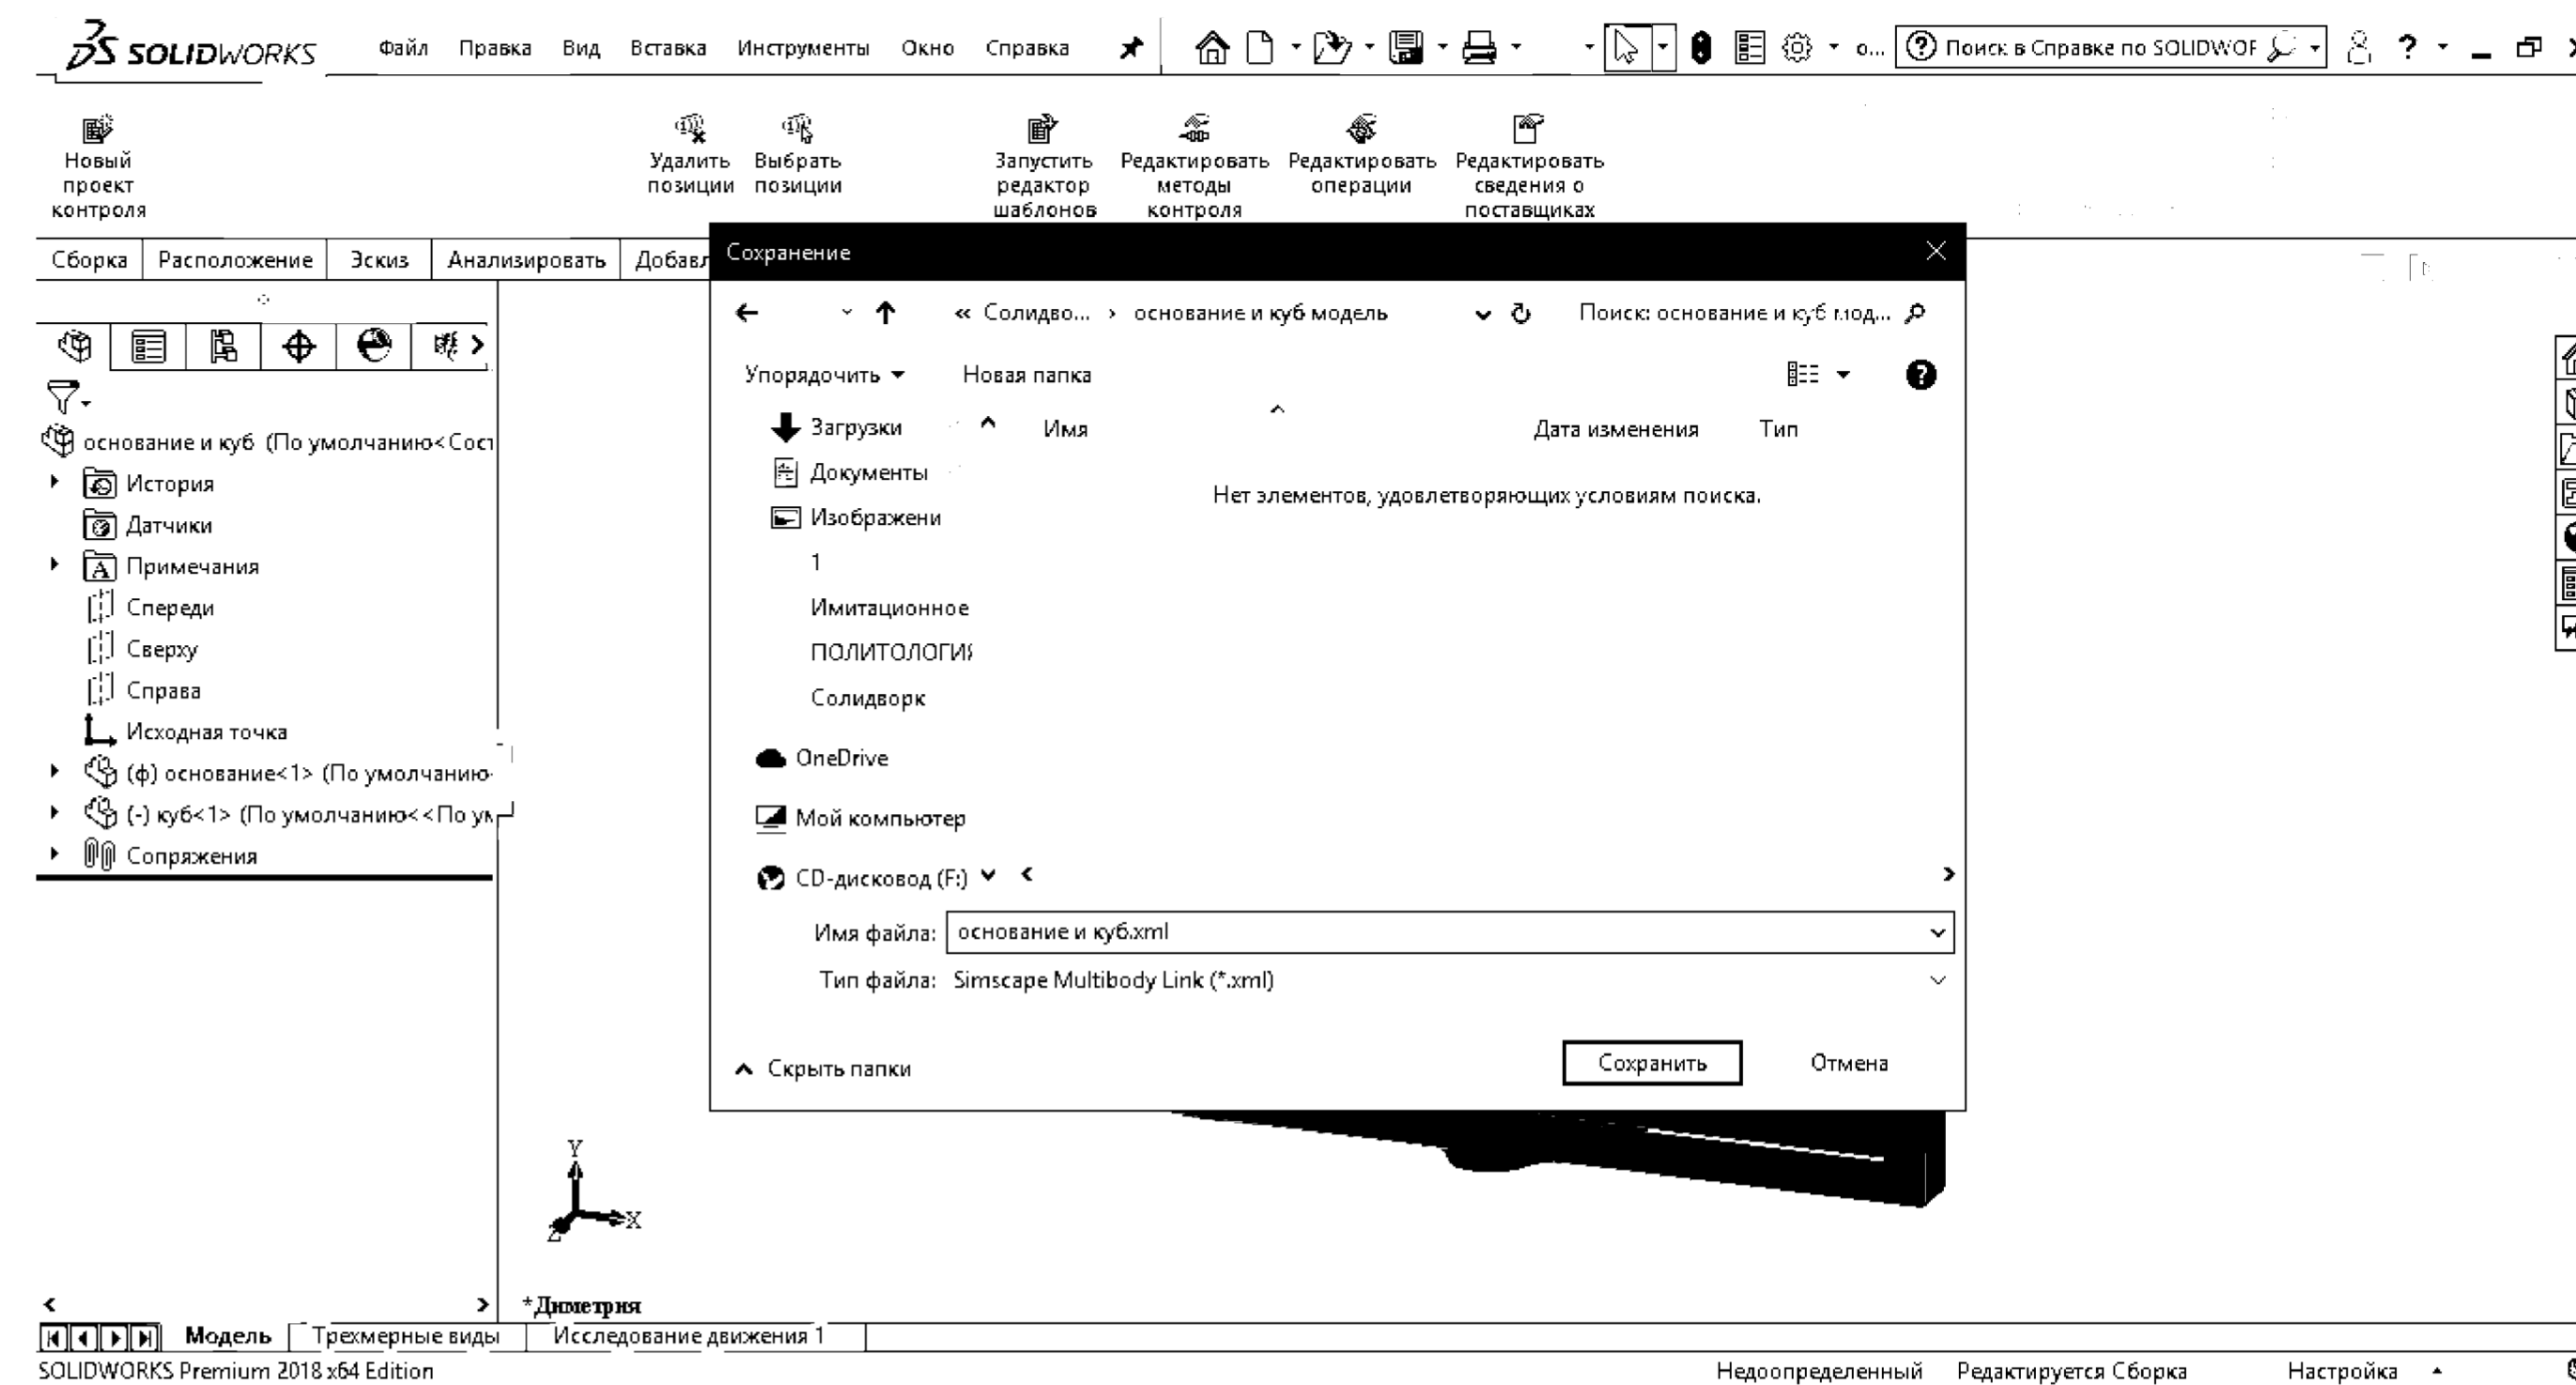 SOLIDWORKS Файл Правка Вид Вставка Инструменты Окно Справка о... Поиск в Справке по SOLIDWOF
Новый проект контроля
Удалить позиции
Выбрать позиции
Запустить редактор шаблонов
Редактировать методы контроля
Редактировать операции
Редактировать сведения о поставщиках
Сборка Расположение Эскиз Анализировать Добавл
Сохранение
« Солидво... › основание и куб модель
Поиск: основание и куб мод...
Упорядочить Новая папка
Загрузки
Документы
Изображени
1
Имитационное
ПОЛИТОЛОГИЯ
Солидворк
OneDrive
Мой компьютер
CD-дисковод (F:)
Имя Дата изменения Тип
Нет элементов, удовлетворяющих условиям поиска.
Имя файла: основание и куб.xml
Тип файла: Simscape Multibody Link (*.xml)
Скрыть папки Сохранить Отмена
основание и куб (По умолчанию<Сост
История
Датчики
Примечания
Спереди
Сверху
Справа
Исходная точка
(ф) основание<1> (По умолчанию
(-) куб<1> (По умолчанию<<По ум
Сопряжения
Y
X
Z
*Диметрия
Модель Трехмерные виды Исследование движения 1
SOLIDWORKS Premium 2018 x64 Edition Недоопределенный Редактируется Сборка Настройка